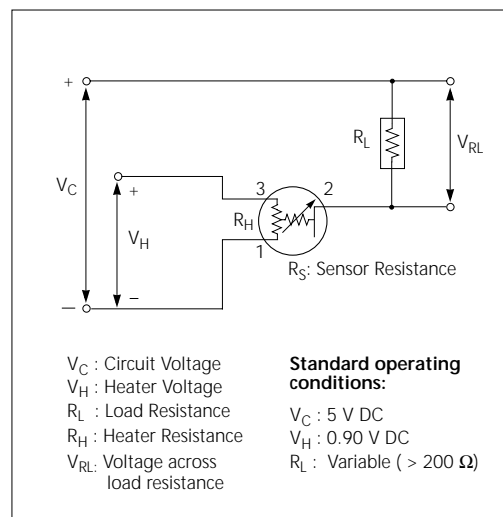 +
R_L
V_RL
V_C
+
3
2
R_H
V_H
1
R_S: Sensor Resistance
−
−
V_C : Circuit Voltage
V_H : Heater Voltage
R_L : Load Resistance
R_H : Heater Resistance
V_RL: Voltage across
load resistance
Standard operating
conditions:
V_C : 5 V DC
V_H : 0.90 V DC
R_L : Variable ( > 200 Ω)